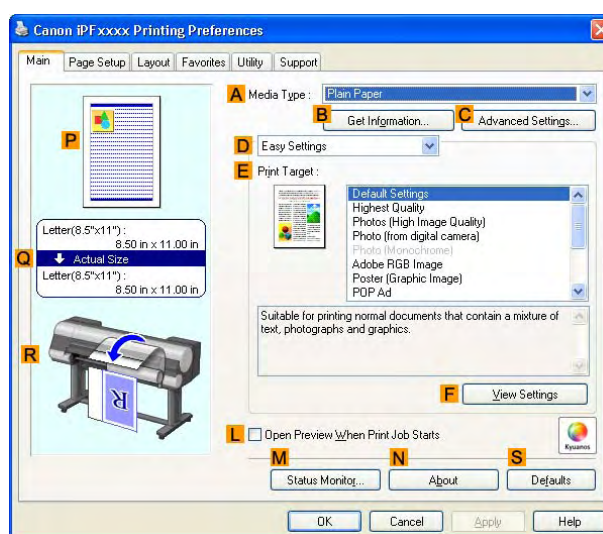 Canon iPFxxxx Printing Preferences
Main
Page Setup
Layout
Favorites
Utility
Support
A
Media Type :
Plain Paper
B
Get Information...
C
Advanced Settings...
D
Easy Settings
E
Print Target :
Default Settings
Highest Quality
Photos (High Image Quality)
Photo (from digital camera)
Photo (Monochrome)
Adobe RGB Image
Poster (Graphic Image)
POP Ad
Suitable for printing normal documents that contain a mixture of
text, photographs and graphics.
F
View Settings
P
Q
Letter(8.5"x11") :
8.50 in x 11.00 in
Actual Size
Letter(8.5"x11") :
8.50 in x 11.00 in
R
R
L
Open Preview When Print Job Starts
Kyuanos
M
Status Monitor...
N
About
S
Defaults
OK
Cancel
Apply
Help